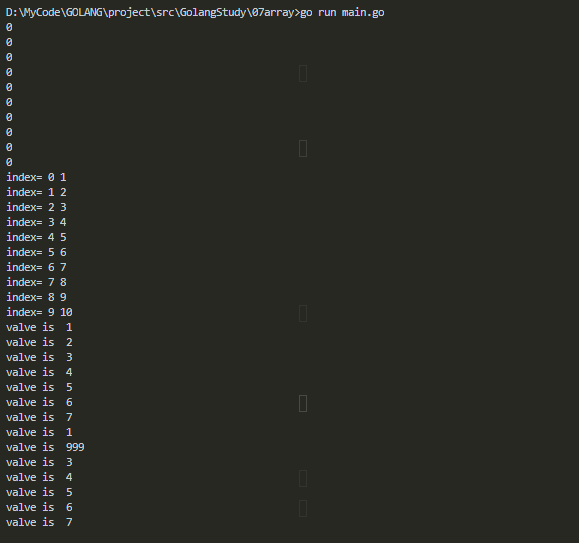 D:\MyCode\GOLANG\project\src\GolangStudy\07array>go run main.go
0
0
0
0
0
0
0
0
0
0
index= 0 1
index= 1 2
index= 2 3
index= 3 4
index= 4 5
index= 5 6
index= 6 7
index= 7 8
index= 8 9
index= 9 10
valve is  1
valve is  2
valve is  3
valve is  4
valve is  5
valve is  6
valve is  7
valve is  1
valve is  999
valve is  3
valve is  4
valve is  5
valve is  6
valve is  7